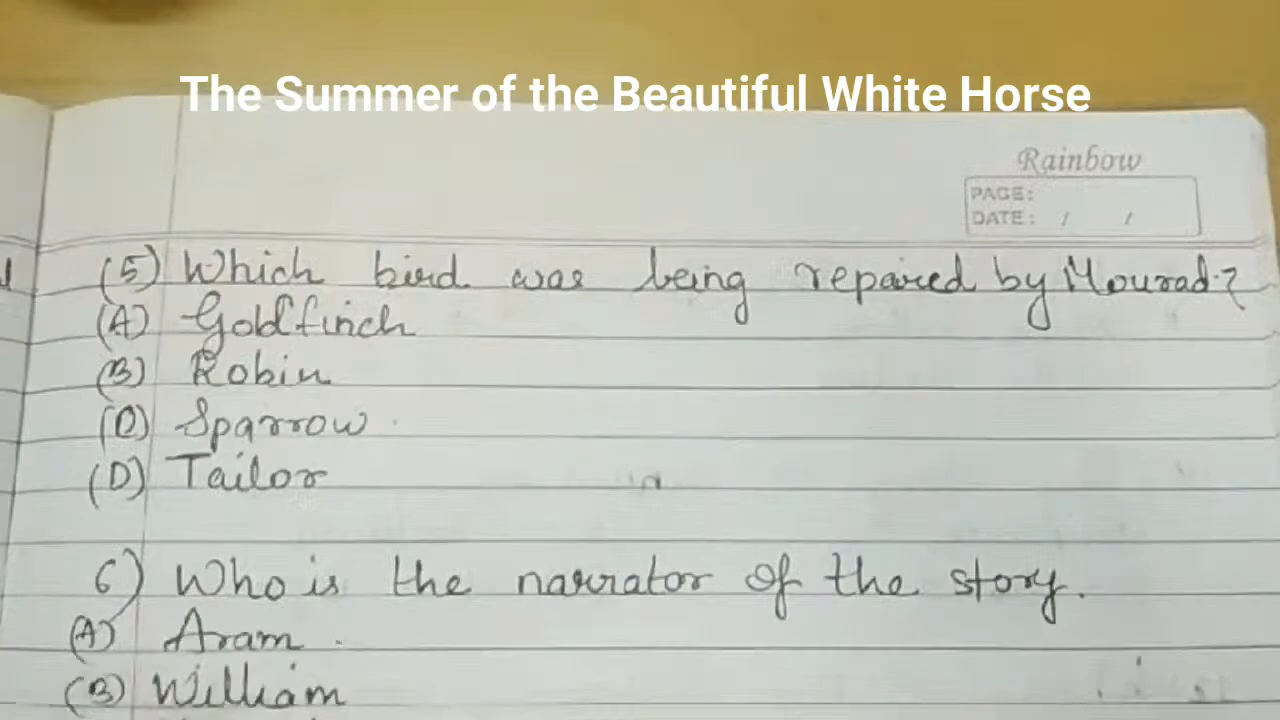 The Summer of the Beautiful White Horse
Rainbow
PAGE:
DATE: / /
(5) Which bird was being repaired by Mourad?
(A) Goldfinch
(B) Robin
(C) Sparrow.
(D) Tailor
6) Who is the narrator of the story.
(A) Aram.
(B) William